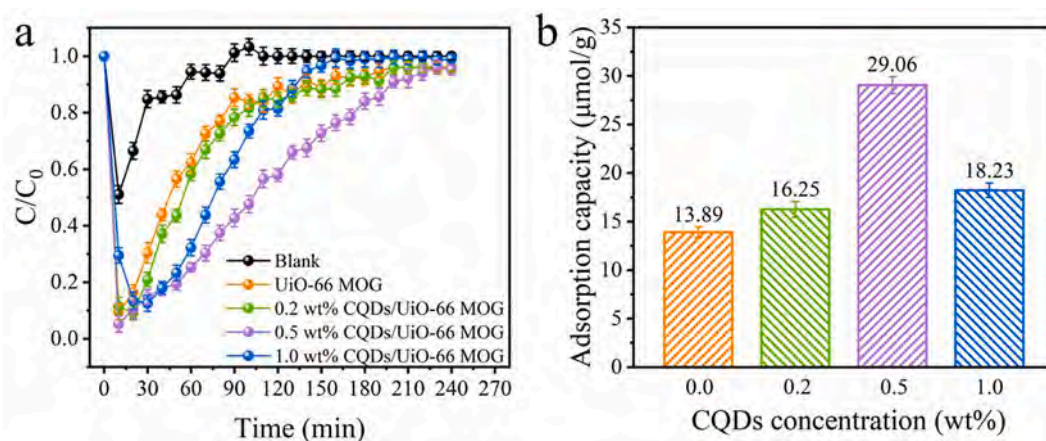 a
C/C0
1.0
0.8
0.6
0.4
0.2
0.0
Blank
UiO-66 MOG
0.2 wt% CQDs/UiO-66 MOG
0.5 wt% CQDs/UiO-66 MOG
1.0 wt% CQDs/UiO-66 MOG
0 30 60 90 120 150 180 210 240 270
Time (min)
b
Adsorption capacity (μmol/g)
35
30
25
20
15
10
5
0
13.89
16.25
29.06
18.23
0.0 0.2 0.5 1.0
CQDs concentration (wt%)